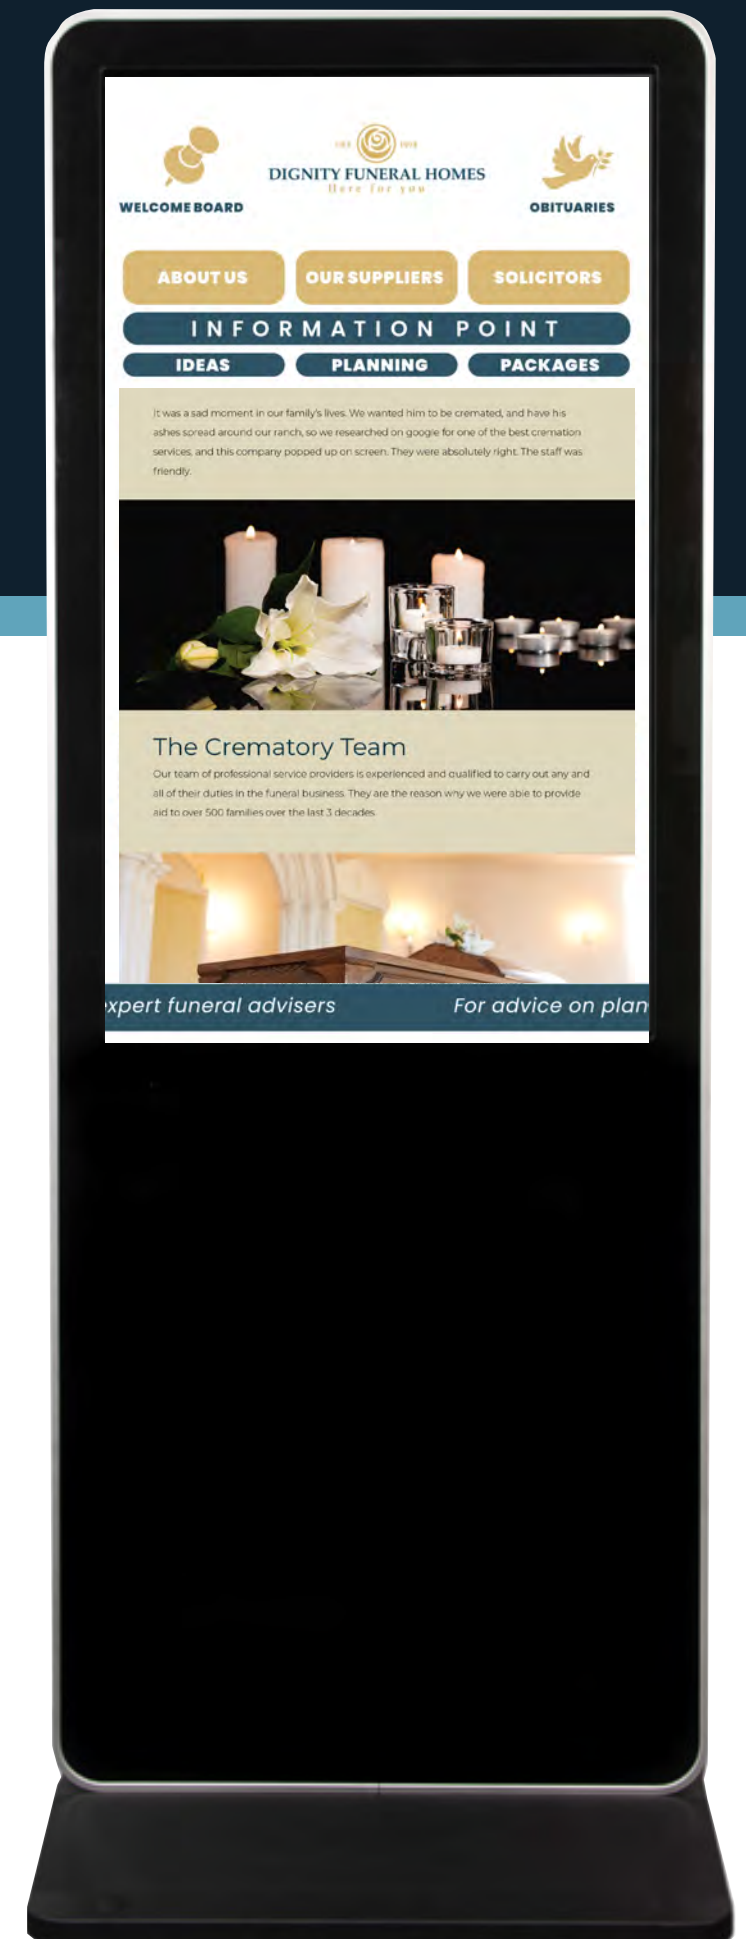 WELCOME BOARD
DIGNITY FUNERAL HOMES
Here for you
OBITUARIES
ABOUT US
OUR SUPPLIERS
SOLICITORS
INFORMATION POINT
IDEAS
PLANNING
PACKAGES
It was a sad moment in our family's lives. We wanted him to be cremated, and have his
ashes spread around our ranch, so we researched on google for one of the best cremation
services, and this company popped up on screen. They were absolutely right. The staff was
friendly.
The Crematory Team
Our team of professional service providers is experienced and qualified to carry out any and
all of their duties in the funeral business. They are the reason why we were able to provide
aid to over 500 families over the last 3 decades.
expert funeral advisers For advice on plan